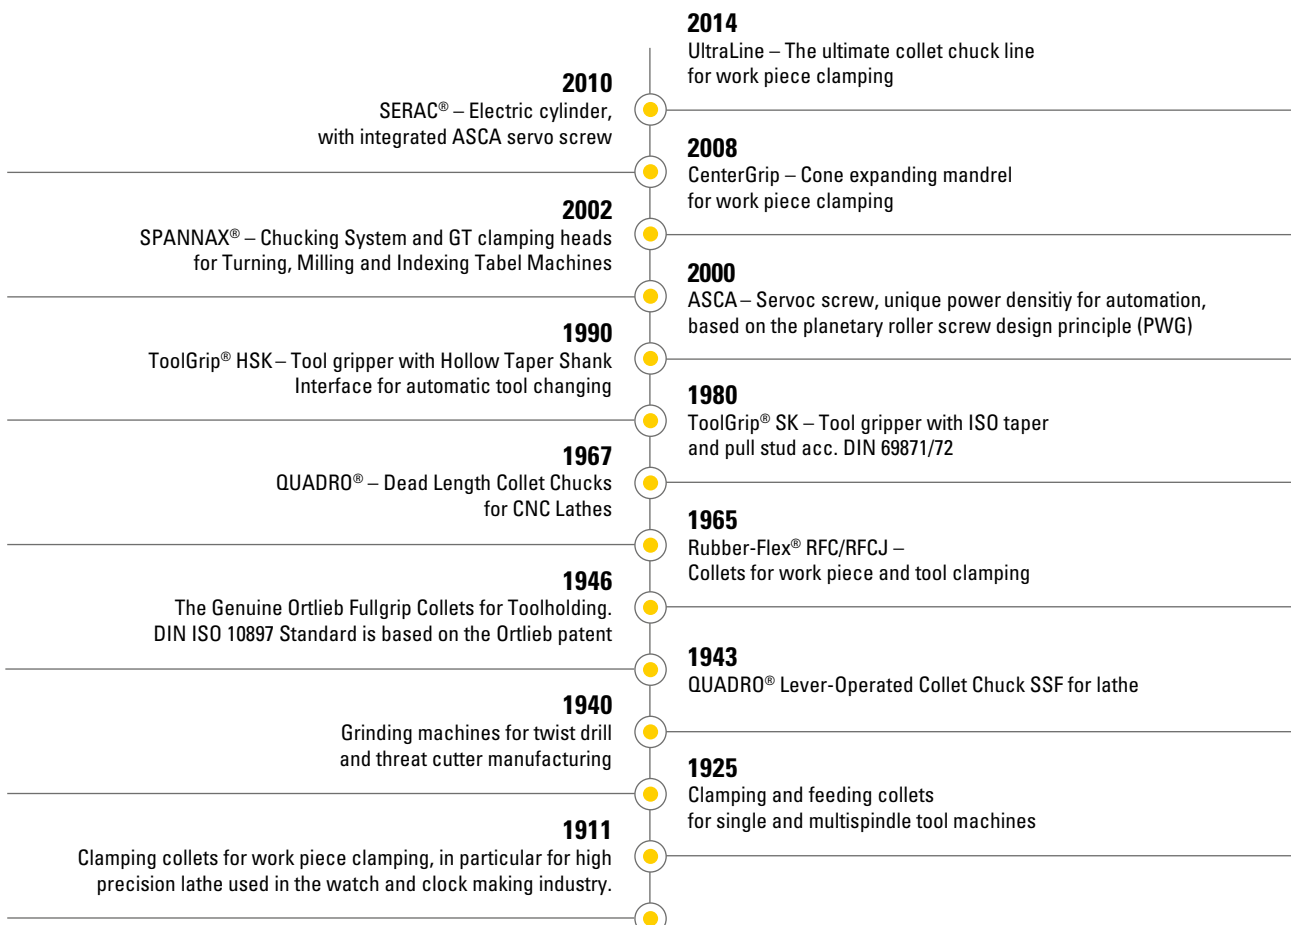 2014
UltraLine – The ultimate collet chuck line
for work piece clamping
2010
SERAC® – Electric cylinder,
with integrated ASCA servo screw
2008
CenterGrip – Cone expanding mandrel
for work piece clamping
2002
SPANNAX® – Chucking System and GT clamping heads
for Turning, Milling and Indexing Tabel Machines
2000
ASCA – Servoc screw, unique power densitiy for automation,
based on the planetary roller screw design principle (PWG)
1990
ToolGrip® HSK – Tool gripper with Hollow Taper Shank
Interface for automatic tool changing
1980
ToolGrip® SK – Tool gripper with ISO taper
and pull stud acc. DIN 69871/72
1967
QUADRO® – Dead Length Collet Chucks
for CNC Lathes
1965
Rubber-Flex® RFC/RFCJ –
Collets for work piece and tool clamping
1946
The Genuine Ortlieb Fullgrip Collets for Toolholding.
DIN ISO 10897 Standard is based on the Ortlieb patent
1943
QUADRO® Lever-Operated Collet Chuck SSF for lathe
1940
Grinding machines for twist drill
and threat cutter manufacturing
1925
Clamping and feeding collets
for single and multispindle tool machines
1911
Clamping collets for work piece clamping, in particular for high
precision lathe used in the watch and clock making industry.